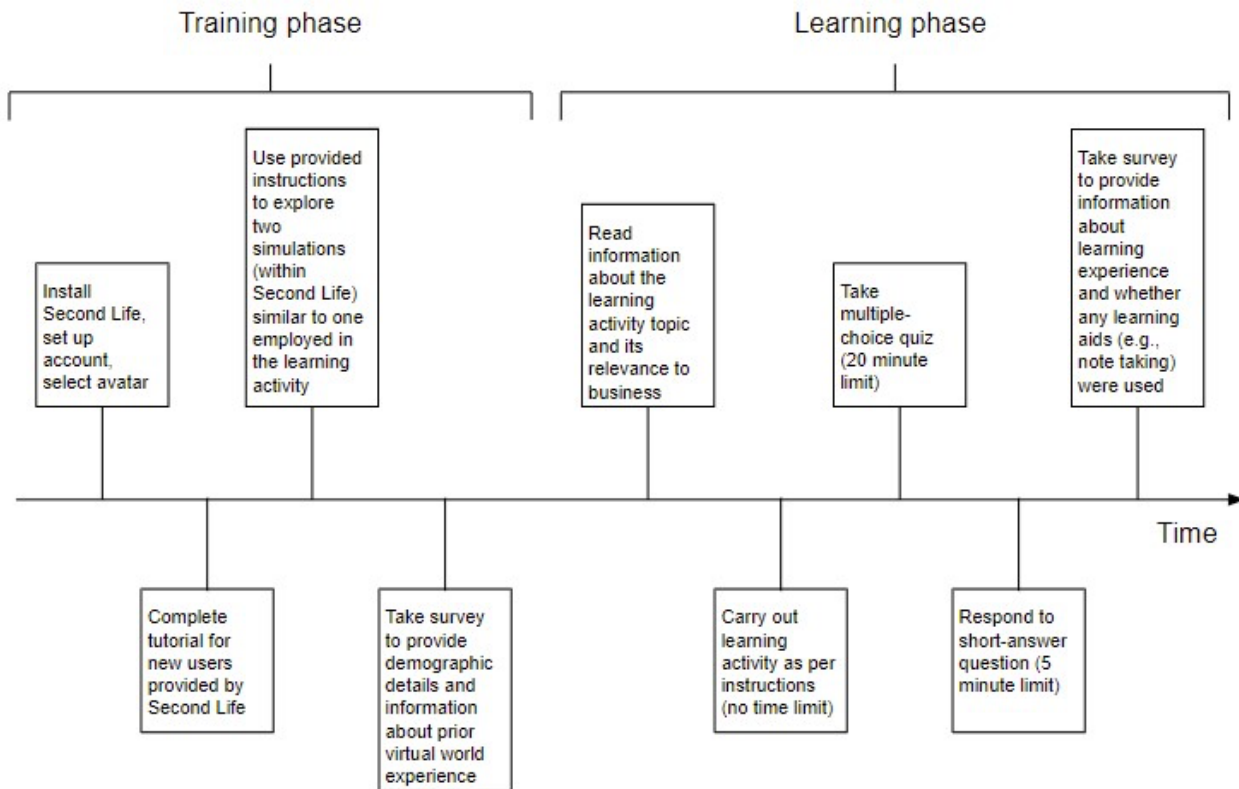 Training phase
Learning phase
Install
Second Life,
set up
account,
select avatar
Use provided
instructions
to explore
two
simulations
(within
Second Life)
similar to one
employed in
the learning
activity
Read
information
about the
learning
activity topic
and its
relevance to
business
Take
multiple-
choice quiz
(20 minute
limit)
Take survey
to provide
information
about
learning
experience
and whether
any learning
aids (e.g.,
note taking)
were used
Time
Complete
tutorial for
new users
provided by
Second Life
Take survey
to provide
demographic
details and
information
about prior
virtual world
experience
Carry out
learning
activity as per
instructions
(no time limit)
Respond to
short-answer
question (5
minute limit)